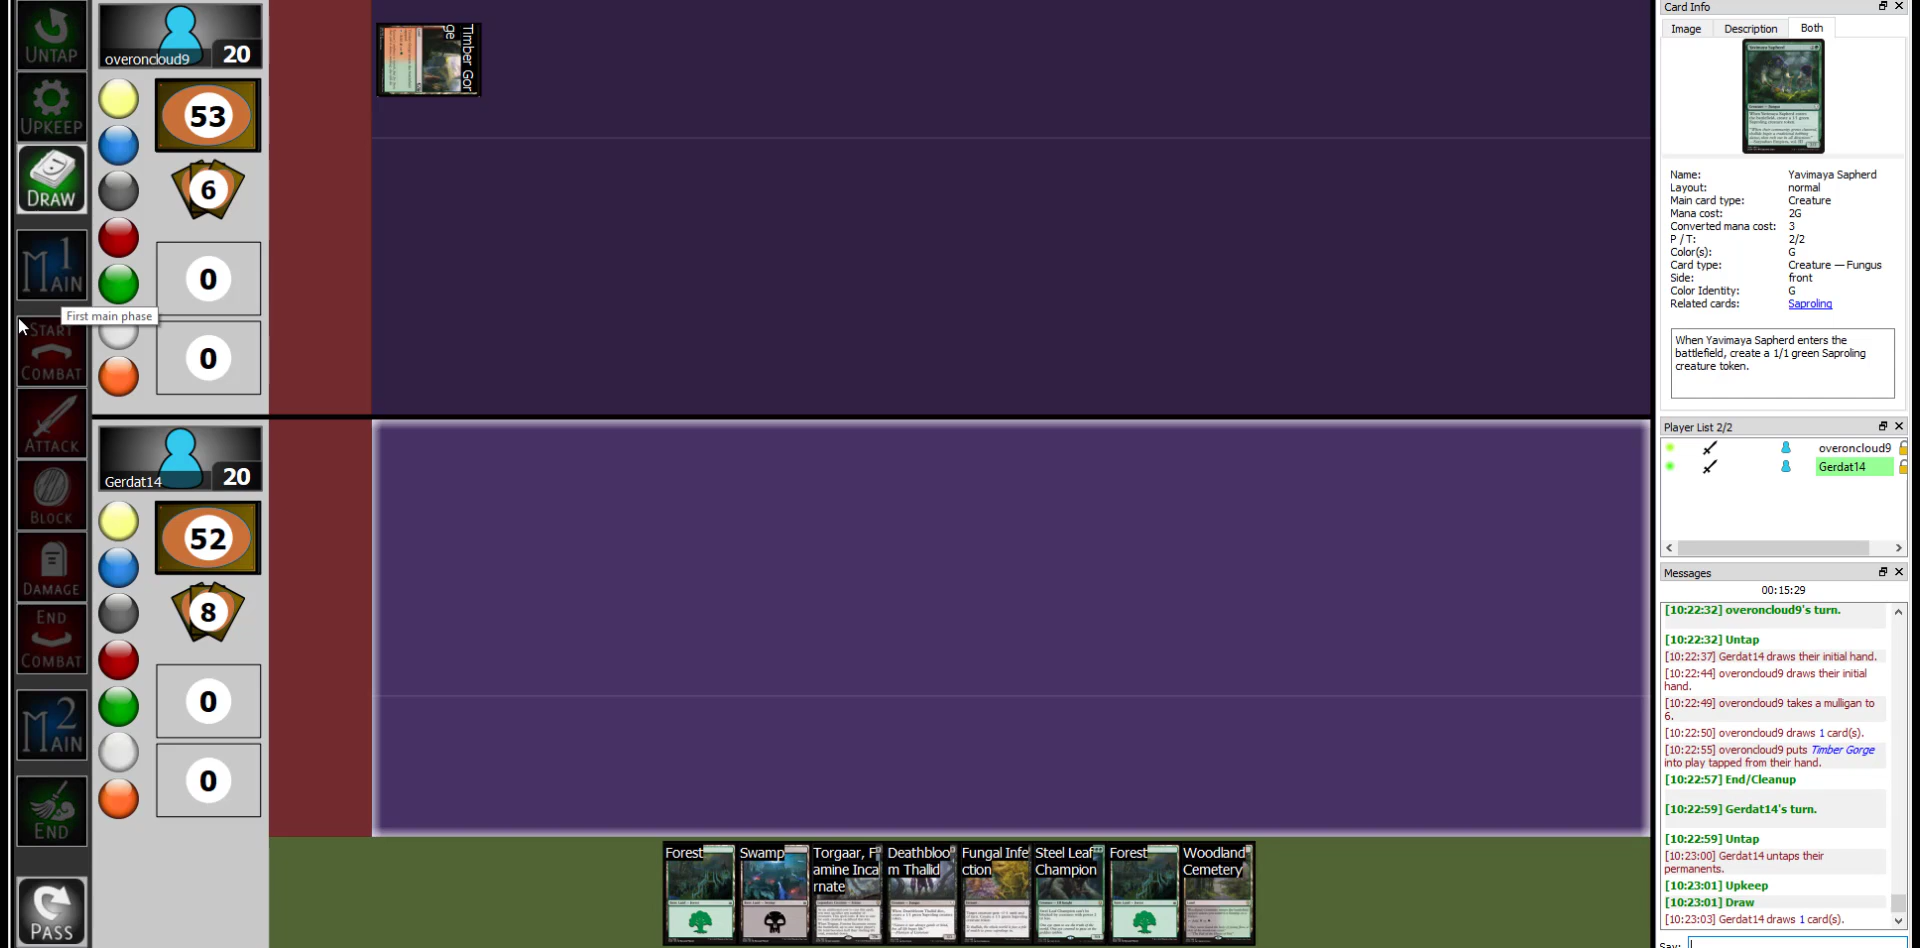 UNTAP
UPKEEP
DRAW
1
MAIN
First main phase
START
COMBAT
ATTACK
BLOCK
DAMAGE
END
COMBAT
2
MAIN
END
PASS
overoncloud9
20
53
6
0
0
Gerdat14
20
52
8
0
0
Timber Gor
ge
Forest
Swamp
Torgaar, F
amine Inca
rnate
Deathbloo
m Thallid
Fungal Infe
ction
Steel Leaf
Champion
Forest
Woodland
Cemetery
Card Info
Image
Description
Both
Yavimaya Sapherd
Name: Yavimaya Sapherd
Layout: normal
Main card type: Creature
Mana cost: 2G
Converted mana cost: 3
P / T: 2/2
Color(s): G
Card type: Creature — Fungus
Side: front
Color Identity: G
Related cards: Saproling
When Yavimaya Sapherd enters the
battlefield, create a 1/1 green Saproling
creature token.
Player List 2/2
overoncloud9
Gerdat14
Messages
00:15:29
[10:22:32] overoncloud9's turn.
[10:22:32] Untap
[10:22:37] Gerdat14 draws their initial hand.
[10:22:44] overoncloud9 draws their initial
hand.
[10:22:49] overoncloud9 takes a mulligan to
6.
[10:22:50] overoncloud9 draws 1 card(s).
[10:22:55] overoncloud9 puts Timber Gorge
into play tapped from their hand.
[10:22:57] End/Cleanup
[10:22:59] Gerdat14's turn.
[10:22:59] Untap
[10:23:00] Gerdat14 untaps their
permanents.
[10:23:01] Upkeep
[10:23:01] Draw
[10:23:03] Gerdat14 draws 1 card(s).
Say: